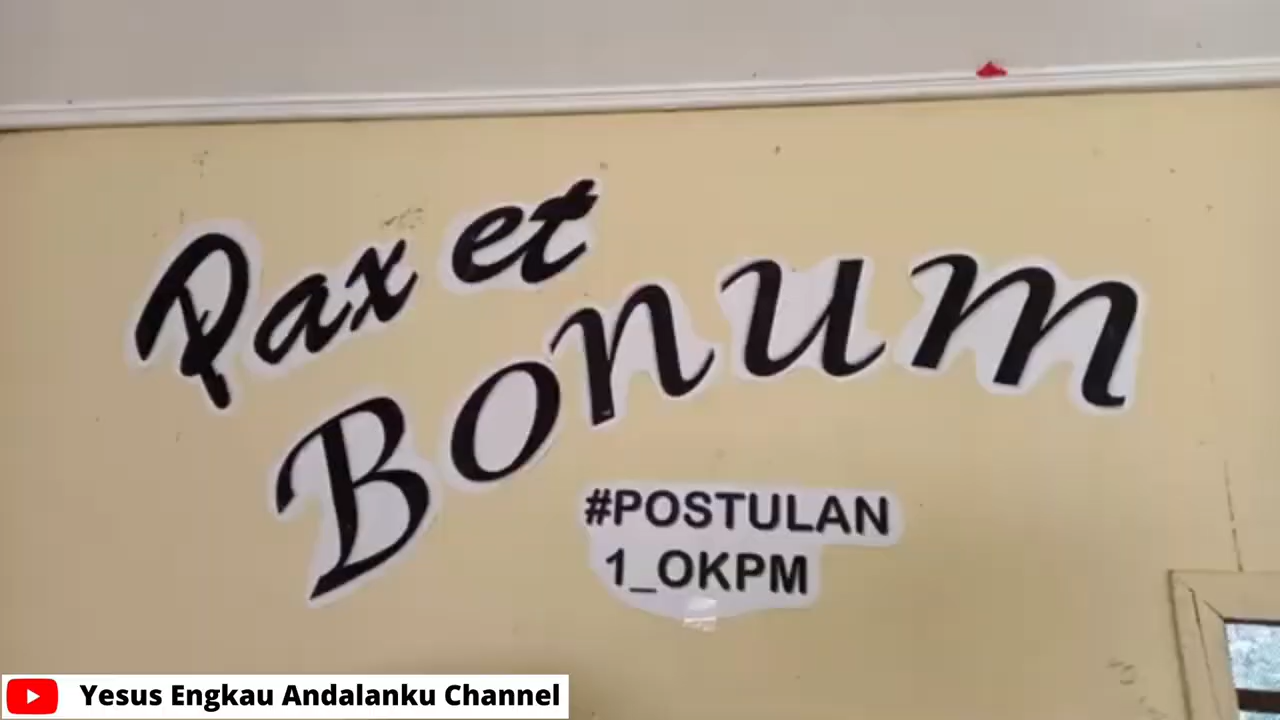 Pax et
Bonum
#POSTULAN
1_OKPM
Yesus Engkau Andalanku Channel